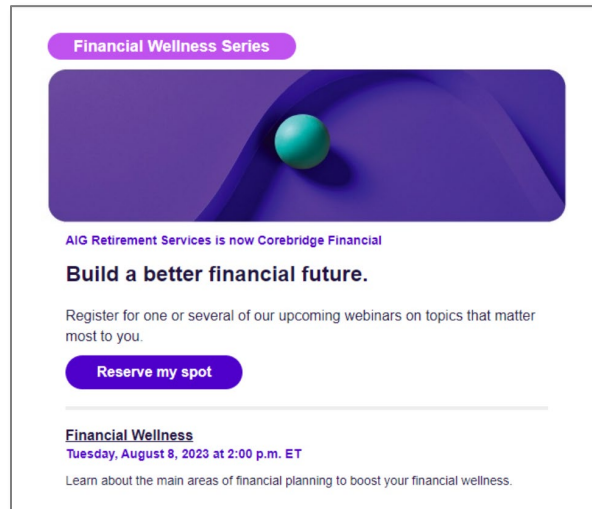 Financial Wellness Series
AIG Retirement Services is now Corebridge Financial
Build a better financial future.
Register for one or several of our upcoming webinars on topics that matter
most to you.
Reserve my spot
Financial Wellness
Tuesday, August 8, 2023 at 2:00 p.m. ET
Learn about the main areas of financial planning to boost your financial wellness.